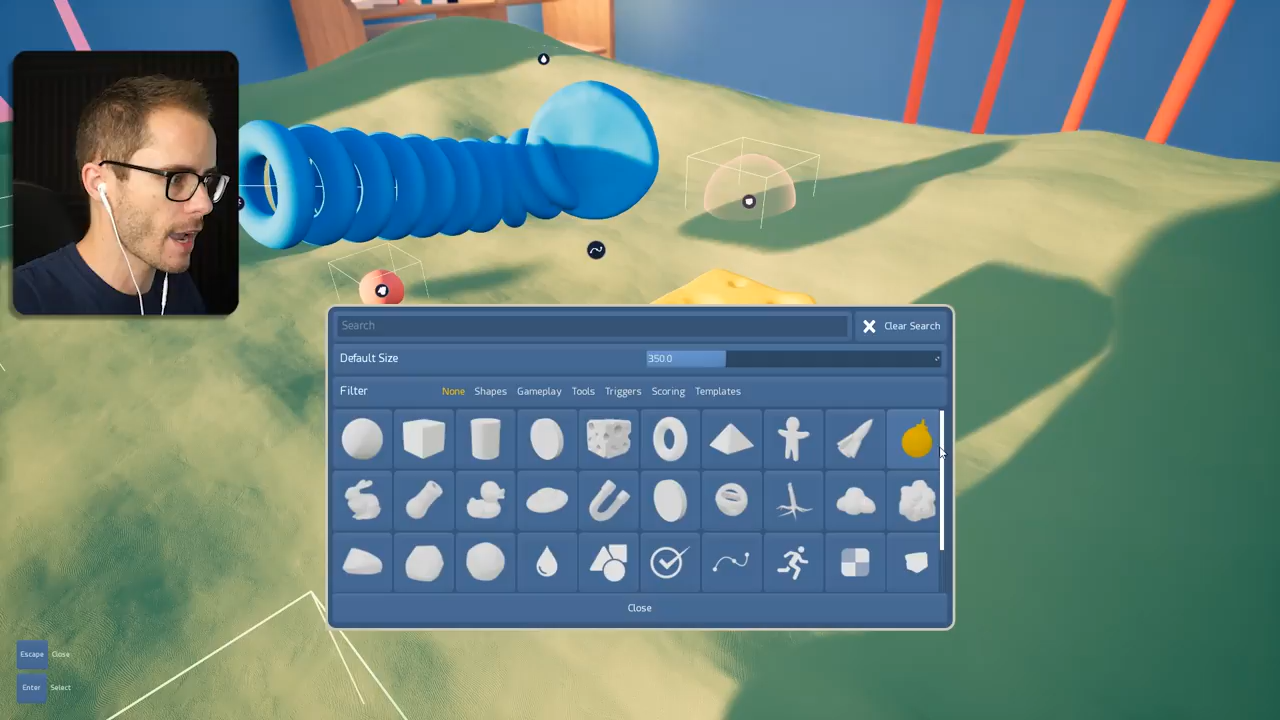 Search
Clear Search
Default Size
350.0
Filter
None Shapes Gameplay Tools Triggers Scoring Templates
Close
Escape Close
Enter Select